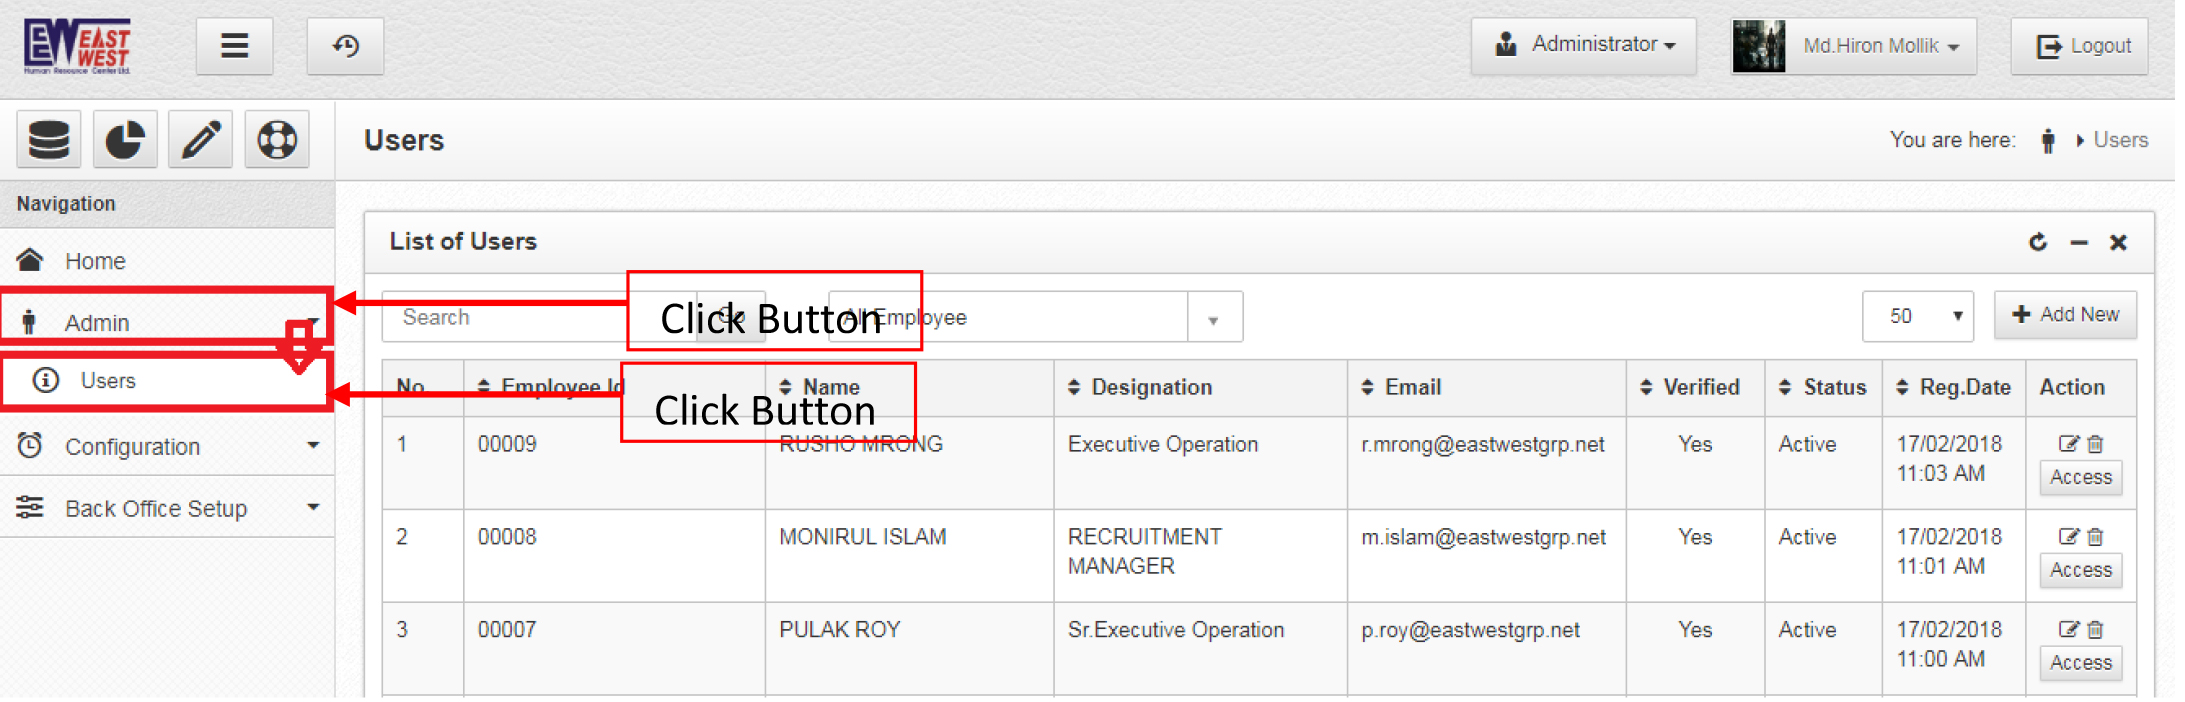 EAST
WEST
Human Resource Center Ltd.
Administrator
Md.Hiron Mollik
Logout
Users
You are here: Users
Navigation
Home
Admin
Users
Configuration
Back Office Setup
List of Users
Search
Go
All Employee
50
Add New
Click Button
Click Button
No Employee Id Name Designation Email Verified Status Reg.Date Action
1 00009 RUSHO MRONG Executive Operation r.mrong@eastwestgrp.net Yes Active 17/02/2018
11:03 AM
Access
2 00008 MONIRUL ISLAM RECRUITMENT m.islam@eastwestgrp.net Yes Active 17/02/2018
MANAGER 11:01 AM
Access
3 00007 PULAK ROY Sr.Executive Operation p.roy@eastwestgrp.net Yes Active 17/02/2018
11:00 AM
Access